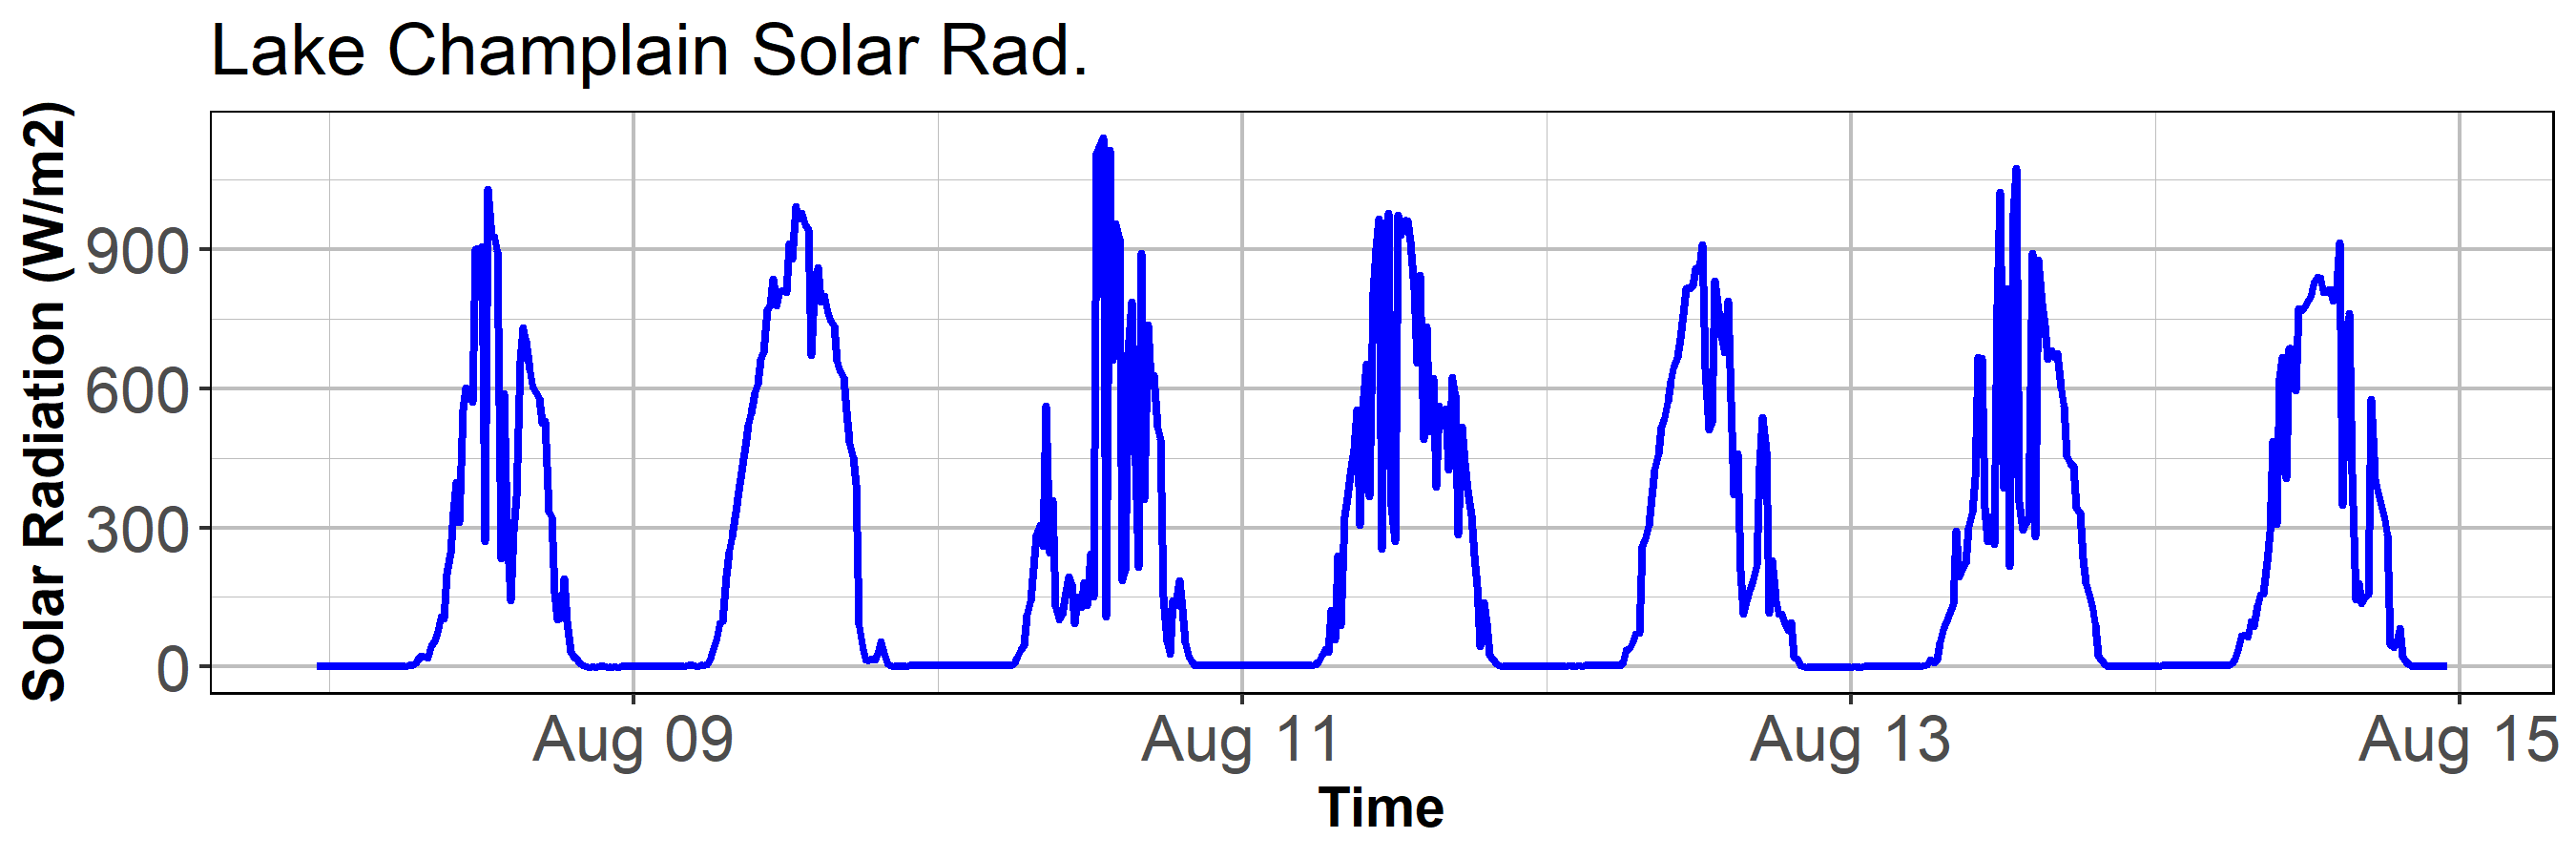 Lake Champlain Solar Rad.
Solar Radiation (W/m2)
900
600
300
0
Aug 09 Aug 11 Aug 13 Aug 15
Time